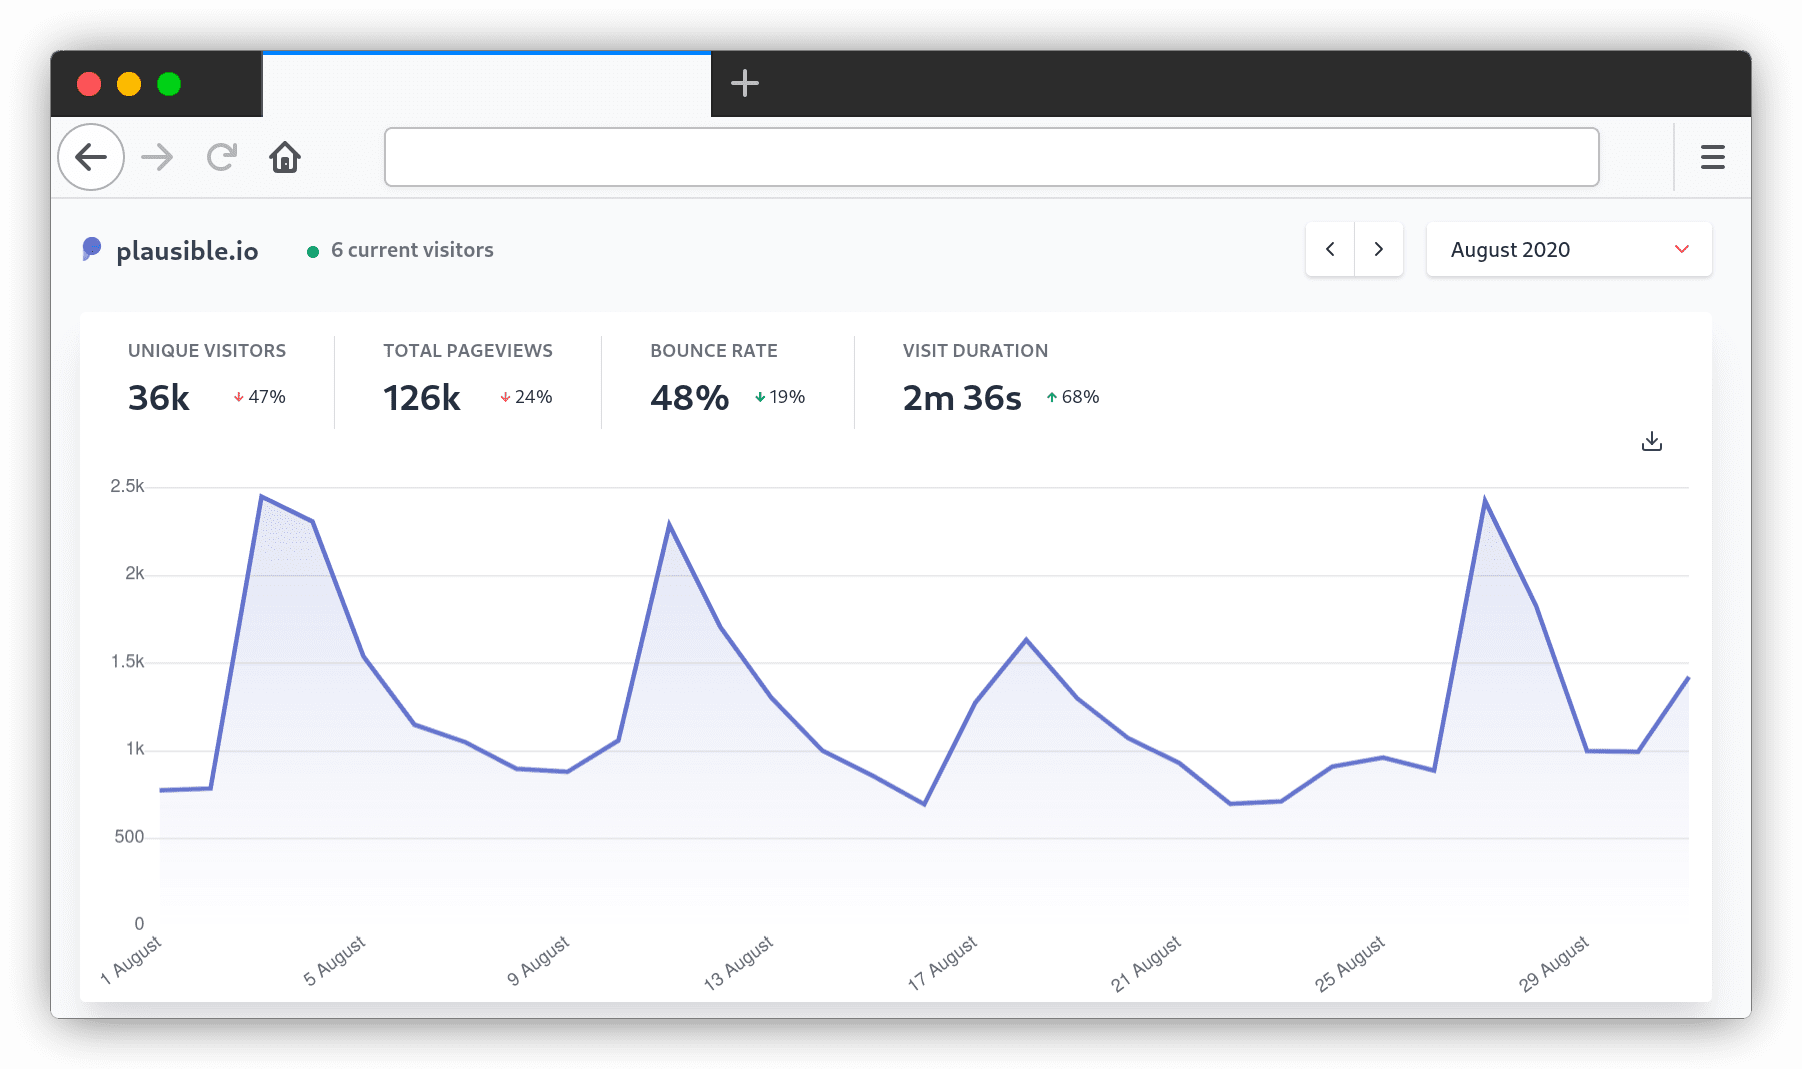 plausible.io
6 current visitors
August 2020
UNIQUE VISITORS
36k
47%
TOTAL PAGEVIEWS
126k
24%
BOUNCE RATE
48%
19%
VISIT DURATION
2m 36s
68%
2.5k
2k
1.5k
1k
500
0
1 August
5 August
9 August
13 August
17 August
21 August
25 August
29 August